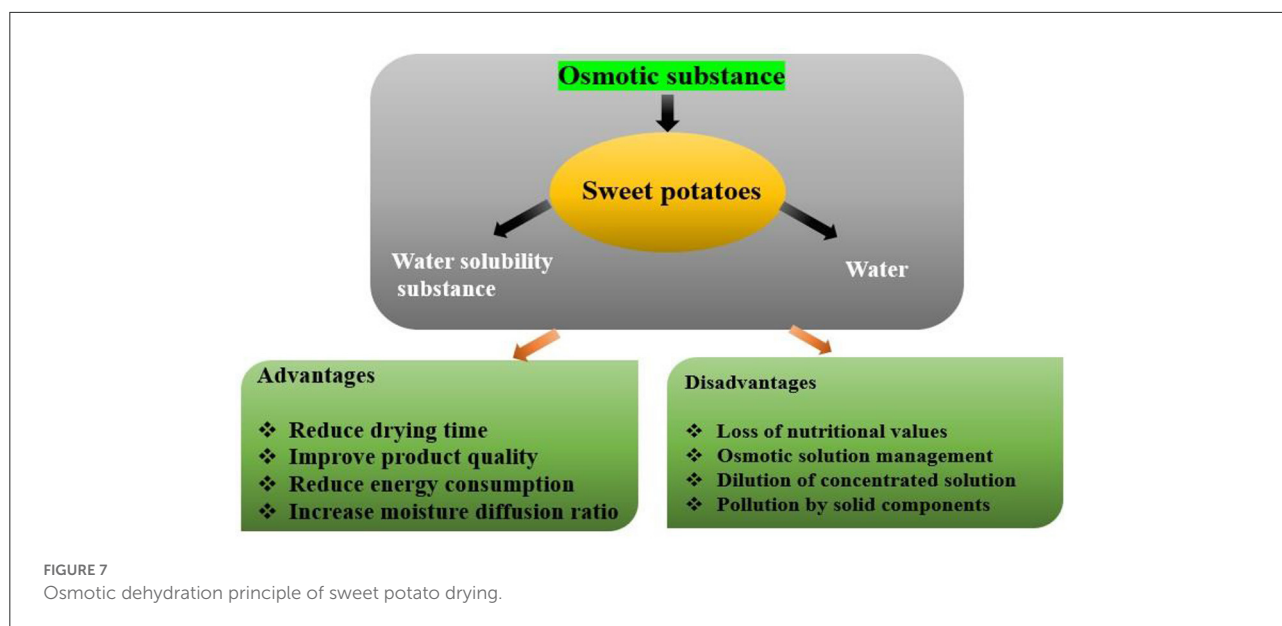 Osmotic substance
Sweet potatoes
Water solubility
substance
Water
Advantages
❖ Reduce drying time
❖ Improve product quality
❖ Reduce energy consumption
❖ Increase moisture diffusion ratio
Disadvantages
❖ Loss of nutritional values
❖ Osmotic solution management
❖ Dilution of concentrated solution
❖ Pollution by solid components
FIGURE 7
Osmotic dehydration principle of sweet potato drying.